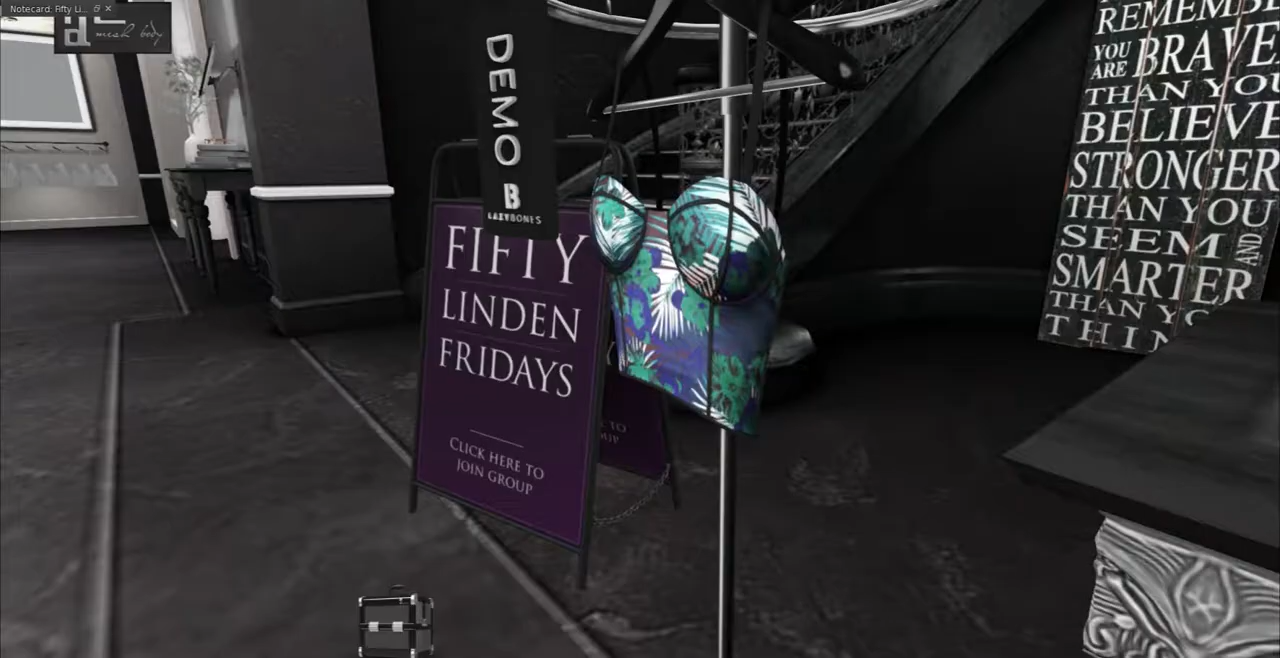 Notecard: Fifty Li...
mesh body
DEMO
B
LAZYBONES
FIFTY
LINDEN
FRIDAYS
CLICK HERE TO
JOIN GROUP
REMEMBE
YOU ARE BRAVE
THAN YOU
BELIEVE
STRONGER
THAN YOU
SEEM AND
SMARTER
THAN YO
THIN